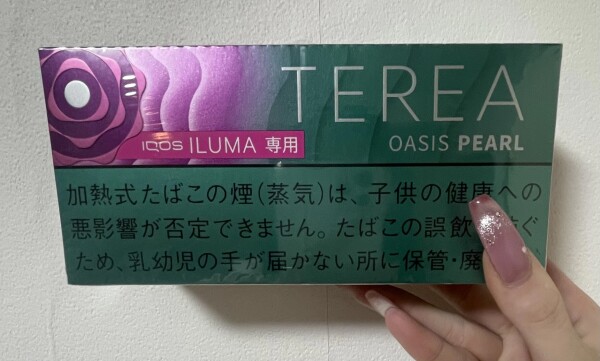 TEREA
IQOS ILUMA 専用
OASIS PEARL
加熱式たばこの煙(蒸気)は、子供の健康への
悪影響が否定できません。たばこの誤飲ぐ
ため、乳幼児の手が届かない所に保管・廃